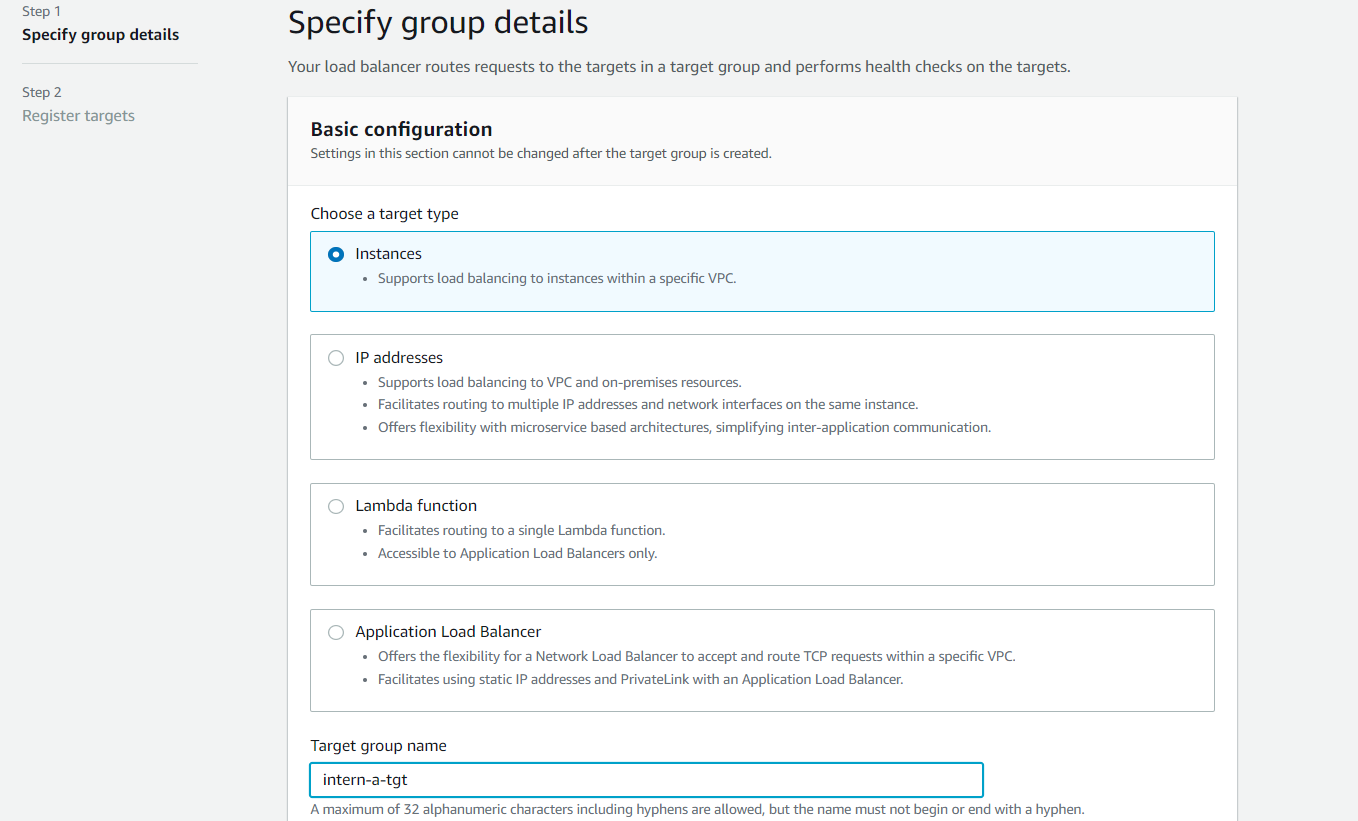 Step 1
Specify group details
Step 2
Register targets
Specify group details
Your load balancer routes requests to the targets in a target group and performs health checks on the targets.
Basic configuration
Settings in this section cannot be changed after the target group is created.
Choose a target type
Instances
• Supports load balancing to instances within a specific VPC.
IP addresses
• Supports load balancing to VPC and on-premises resources.
• Facilitates routing to multiple IP addresses and network interfaces on the same instance.
• Offers flexibility with microservice based architectures, simplifying inter-application communication.
Lambda function
• Facilitates routing to a single Lambda function.
• Accessible to Application Load Balancers only.
Application Load Balancer
• Offers the flexibility for a Network Load Balancer to accept and route TCP requests within a specific VPC.
• Facilitates using static IP addresses and PrivateLink with an Application Load Balancer.
Target group name
intern-a-tgt
A maximum of 32 alphanumeric characters including hyphens are allowed, but the name must not begin or end with a hyphen.